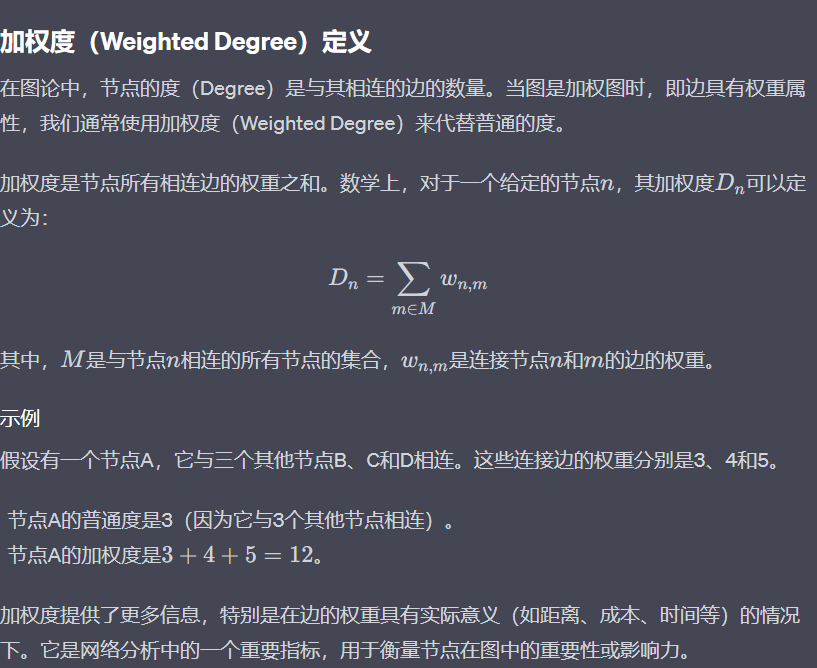 加权度（Weighted Degree）定义
在图论中，节点的度（Degree）是与其相连的边的数量。当图是加权图时，即边具有权重属
性，我们通常使用加权度（Weighted Degree）来代替普通的度。
加权度是节点所有相连边的权重之和。数学上，对于一个给定的节点n，其加权度D_n可以定
义为：
D_n = ∑_{m∈M} w_{n,m}
其中，M是与节点n相连的所有节点的集合，w_{n,m}是连接节点n和m的边的权重。
示例
假设有一个节点A，它与三个其他节点B、C和D相连。这些连接边的权重分别是3、4和5。
节点A的普通度是3（因为它与3个其他节点相连）。
节点A的加权度是3 + 4 + 5 = 12。
加权度提供了更多信息，特别是在边的权重具有实际意义（如距离、成本、时间等）的情况
下。它是网络分析中的一个重要指标，用于衡量节点在图中的重要性或影响力。